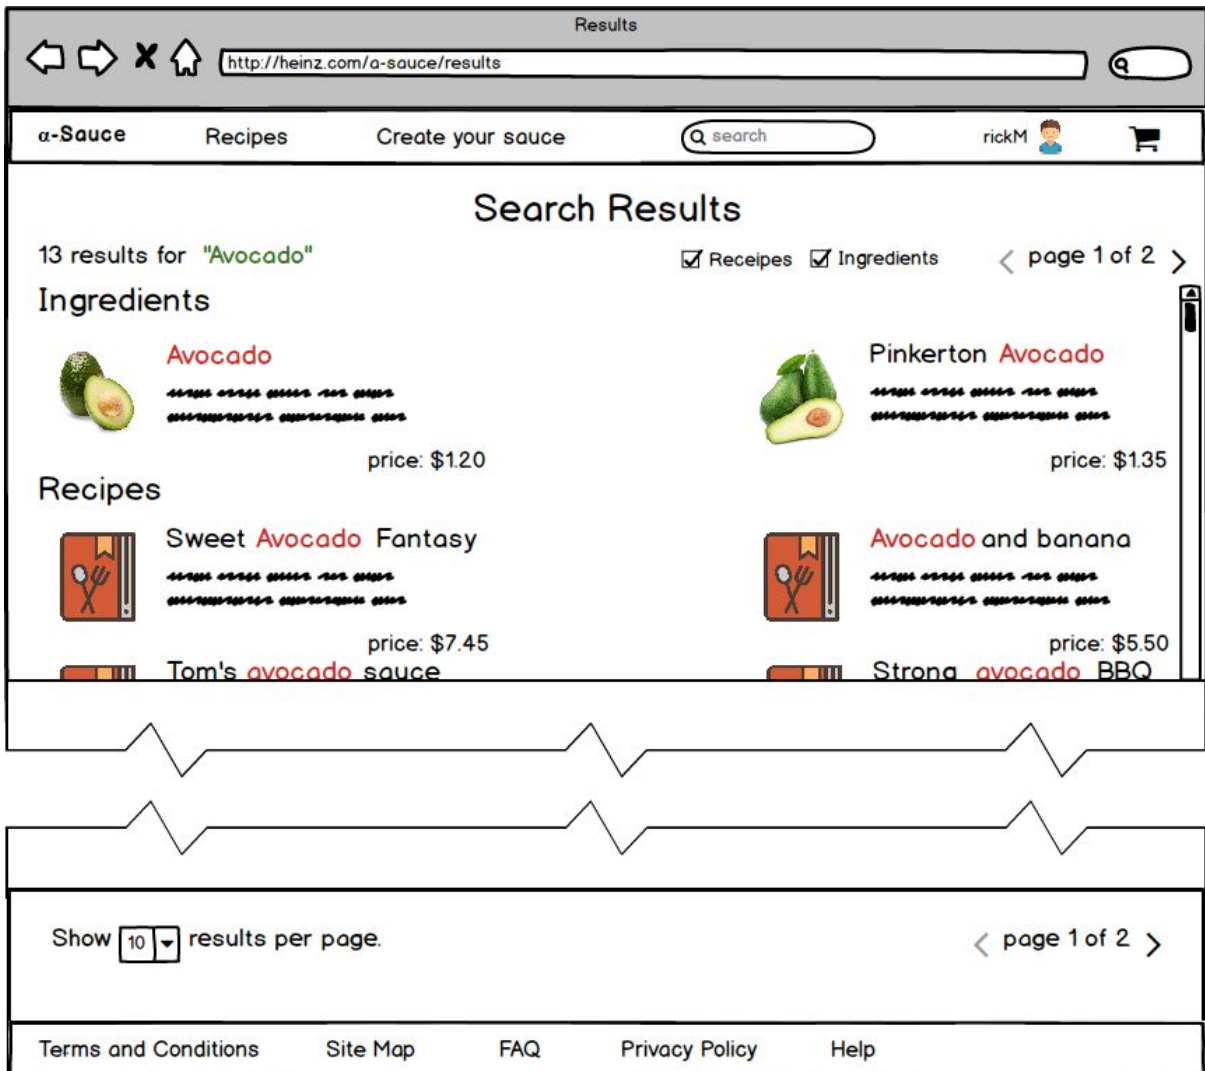 Results
http://heinz.com/a-sauce/results
α-Sauce Recipes Create your sauce search rickM
Search Results
13 results for "Avocado" Receipes Ingredients page 1 of 2
Ingredients
Avocado Pinkerton Avocado
price: $1.20 price: $1.35
Recipes
Sweet Avocado Fantasy Avocado and banana
price: $7.45 price: $5.50
Tom's avocado sauce Strong avocado BBQ
Show 10 results per page. page 1 of 2
Terms and Conditions Site Map FAQ Privacy Policy Help